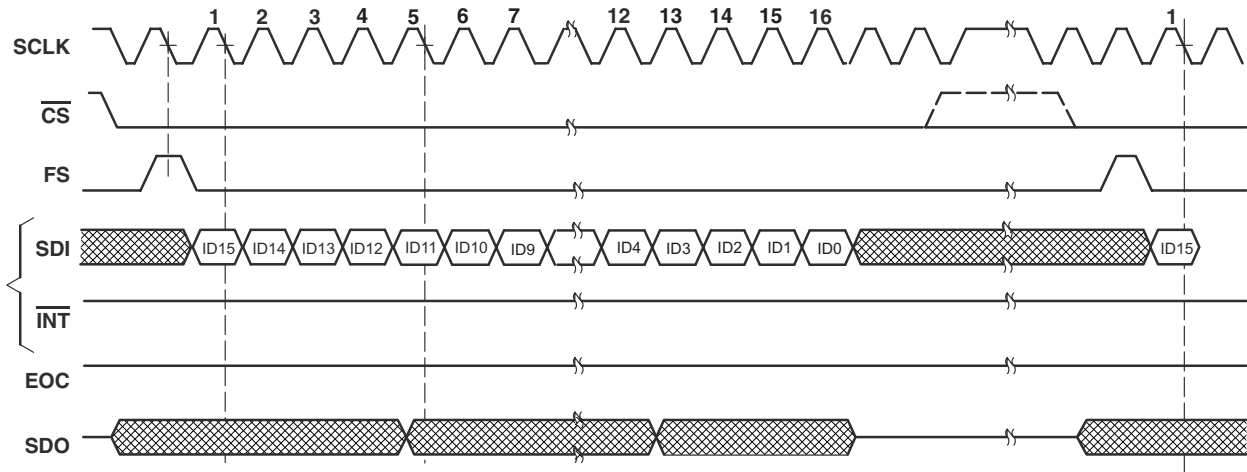 1 2 3 4 5 6 7 12 13 14 15 16 1
SCLK
CS
FS
SDI ID15 ID14 ID13 ID12 ID11 ID10 ID9 ID4 ID3 ID2 ID1 ID0 ID15
INT
EOC
SDO